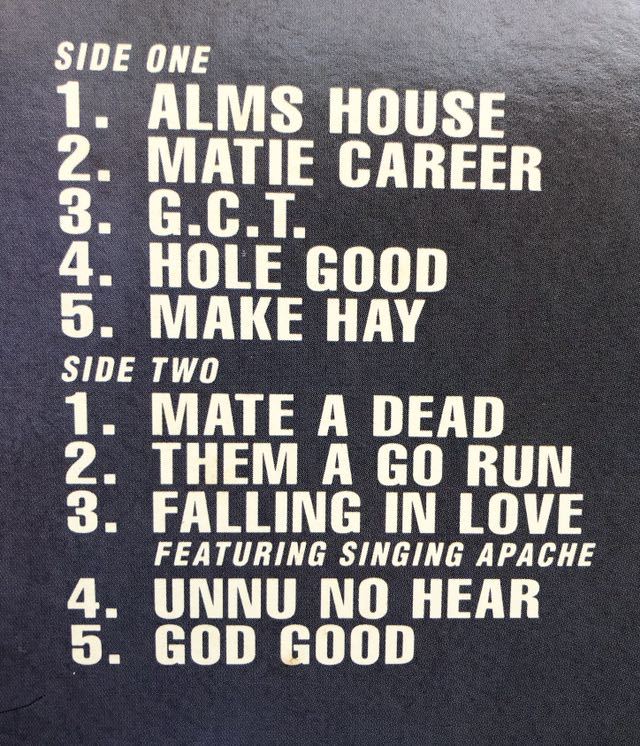 SIDE ONE
1. ALMS HOUSE
2. MATIE CAREER
3. G.C.T.
4. HOLE GOOD
5. MAKE HAY
SIDE TWO
1. MATE A DEAD
2. THEM A GO RUN
3. FALLING IN LOVE
FEATURING SINGING APACHE
4. UNNU NO HEAR
5. GOD GOOD